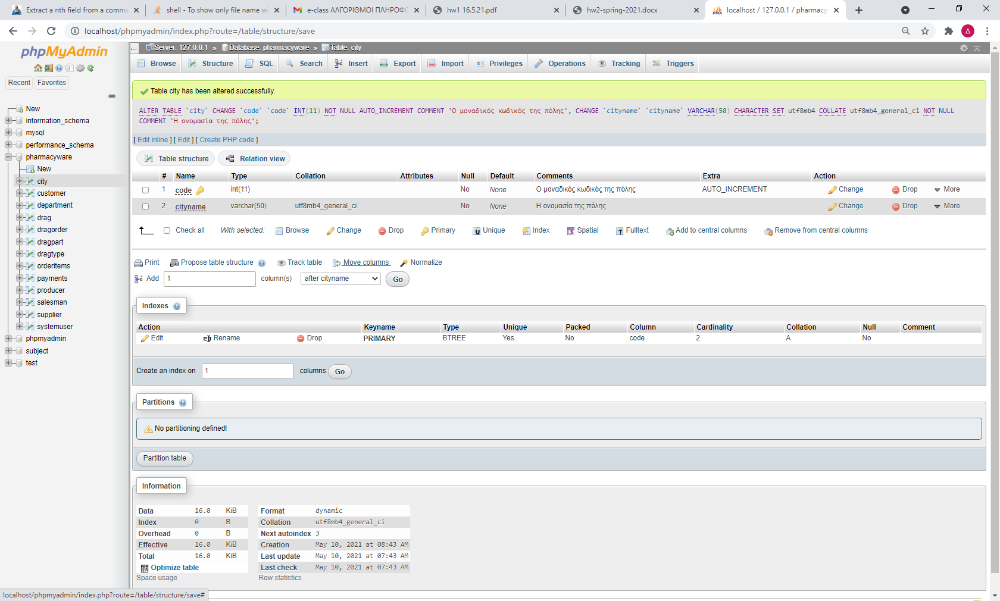 Extract a nth field from a comma
shell - To show only file name wi
e-class ΑΛΓΟΡΙΘΜΟΙ ΠΛΗΡΟΦΟ
hw1 16.5.21.pdf
hw2-spring-2021.docx
localhost / 127.0.0.1 / pharmacy
localhost/phpmyadmin/index.php?route=/table/structure/save
Δ
phpMyAdmin
Recent Favorites
New
information_schema
mysql
performance_schema
pharmacyware
New
city
customer
department
drag
dragorder
dragpart
dragtype
orderitems
payments
producer
salesman
supplier
systemuser
phpmyadmin
subject
test
Server: 127.0.0.1 » Database: pharmacyware » Table: city
Browse Structure SQL Search Insert Export Import Privileges Operations Tracking Triggers
Table city has been altered successfully.
ALTER TABLE `city` CHANGE `code` `code` INT(11) NOT NULL AUTO_INCREMENT COMMENT 'Ο μοναδικός κωδικός της πόλης', CHANGE `cityname` `cityname` VARCHAR(50) CHARACTER SET utf8mb4 COLLATE utf8mb4_general_ci NOT NULL
COMMENT 'Η ονομασία της πόλης';
[ Edit inline ] [ Edit ] [ Create PHP code ]
Table structure Relation view
# Name Type Collation Attributes Null Default Comments Extra Action
1 code int(11) No None Ο μοναδικός κωδικός της πόλης AUTO_INCREMENT Change Drop More
2 cityname varchar(50) utf8mb4_general_ci No None Η ονομασία της πόλης Change Drop More
Check all With selected: Browse Change Drop Primary Unique Index Spatial Fulltext Add to central columns Remove from central columns
Print Propose table structure Track table Move columns Normalize
Add 1 column(s) after cityname Go
Indexes
Action Keyname Type Unique Packed Column Cardinality Collation Null Comment
Edit Rename Drop PRIMARY BTREE Yes No code 2 A No
Create an index on 1 columns Go
Partitions
No partitioning defined!
Partition table
Information
Data 16.0 KiB
Index 0 B
Overhead 0 B
Effective 16.0 KiB
Total 16.0 KiB
Optimize table
Space usage
Format dynamic
Collation utf8mb4_general_ci
Next autoindex 3
Creation May 10, 2021 at 08:43 AM
Last update May 10, 2021 at 07:43 AM
Last check May 10, 2021 at 07:43 AM
Row statistics
localhost/phpmyadmin/index.php?route=/table/structure/save#